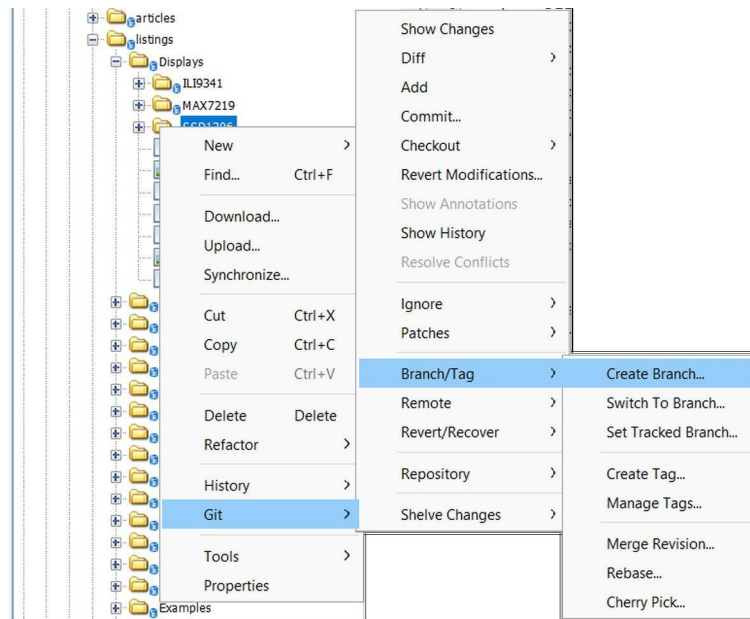 articles
listings
Displays
ILI9341
MAX7219
New
Find... Ctrl+F
Download...
Upload...
Synchronize...
Cut Ctrl+X
Copy Ctrl+C
Paste Ctrl+V
Delete Delete
Refactor
History
Git
Tools
Properties
Examples
Show Changes
Diff
Add
Commit...
Checkout
Revert Modifications...
Show Annotations
Show History
Resolve Conflicts
Ignore
Patches
Branch/Tag
Remote
Revert/Recover
Repository
Shelve Changes
Create Branch...
Switch To Branch...
Set Tracked Branch...
Create Tag...
Manage Tags...
Merge Revision...
Rebase...
Cherry Pick...